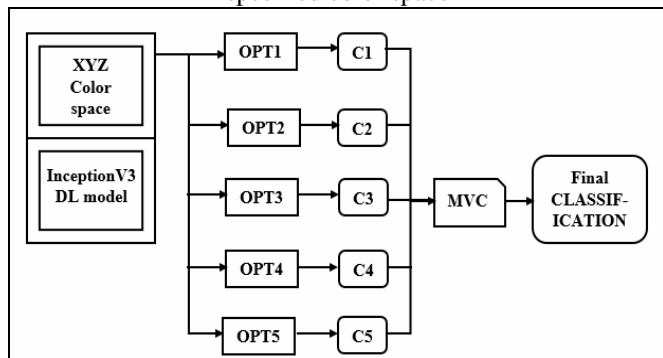 XYZ
Color
space
InceptionV3
DL model
OPT1
C1
OPT2
C2
OPT3
C3
OPT4
C4
OPT5
C5
MVC
Final
CLASSIF-
ICATION